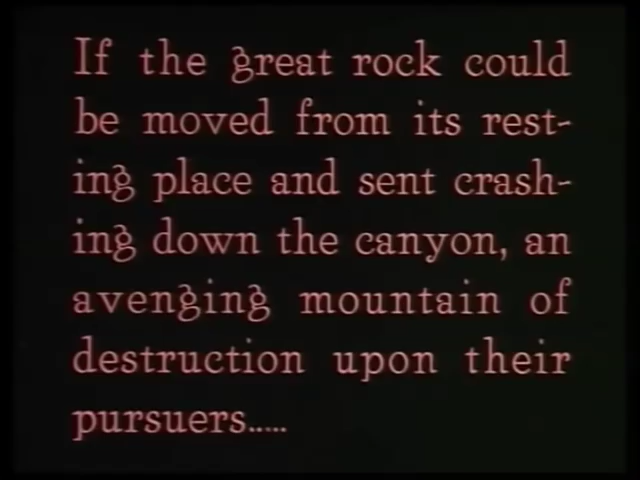 If the great rock could
be moved from its rest-
ing place and sent crash-
ing down the canyon, an
avenging mountain of
destruction upon their
pursuers.....